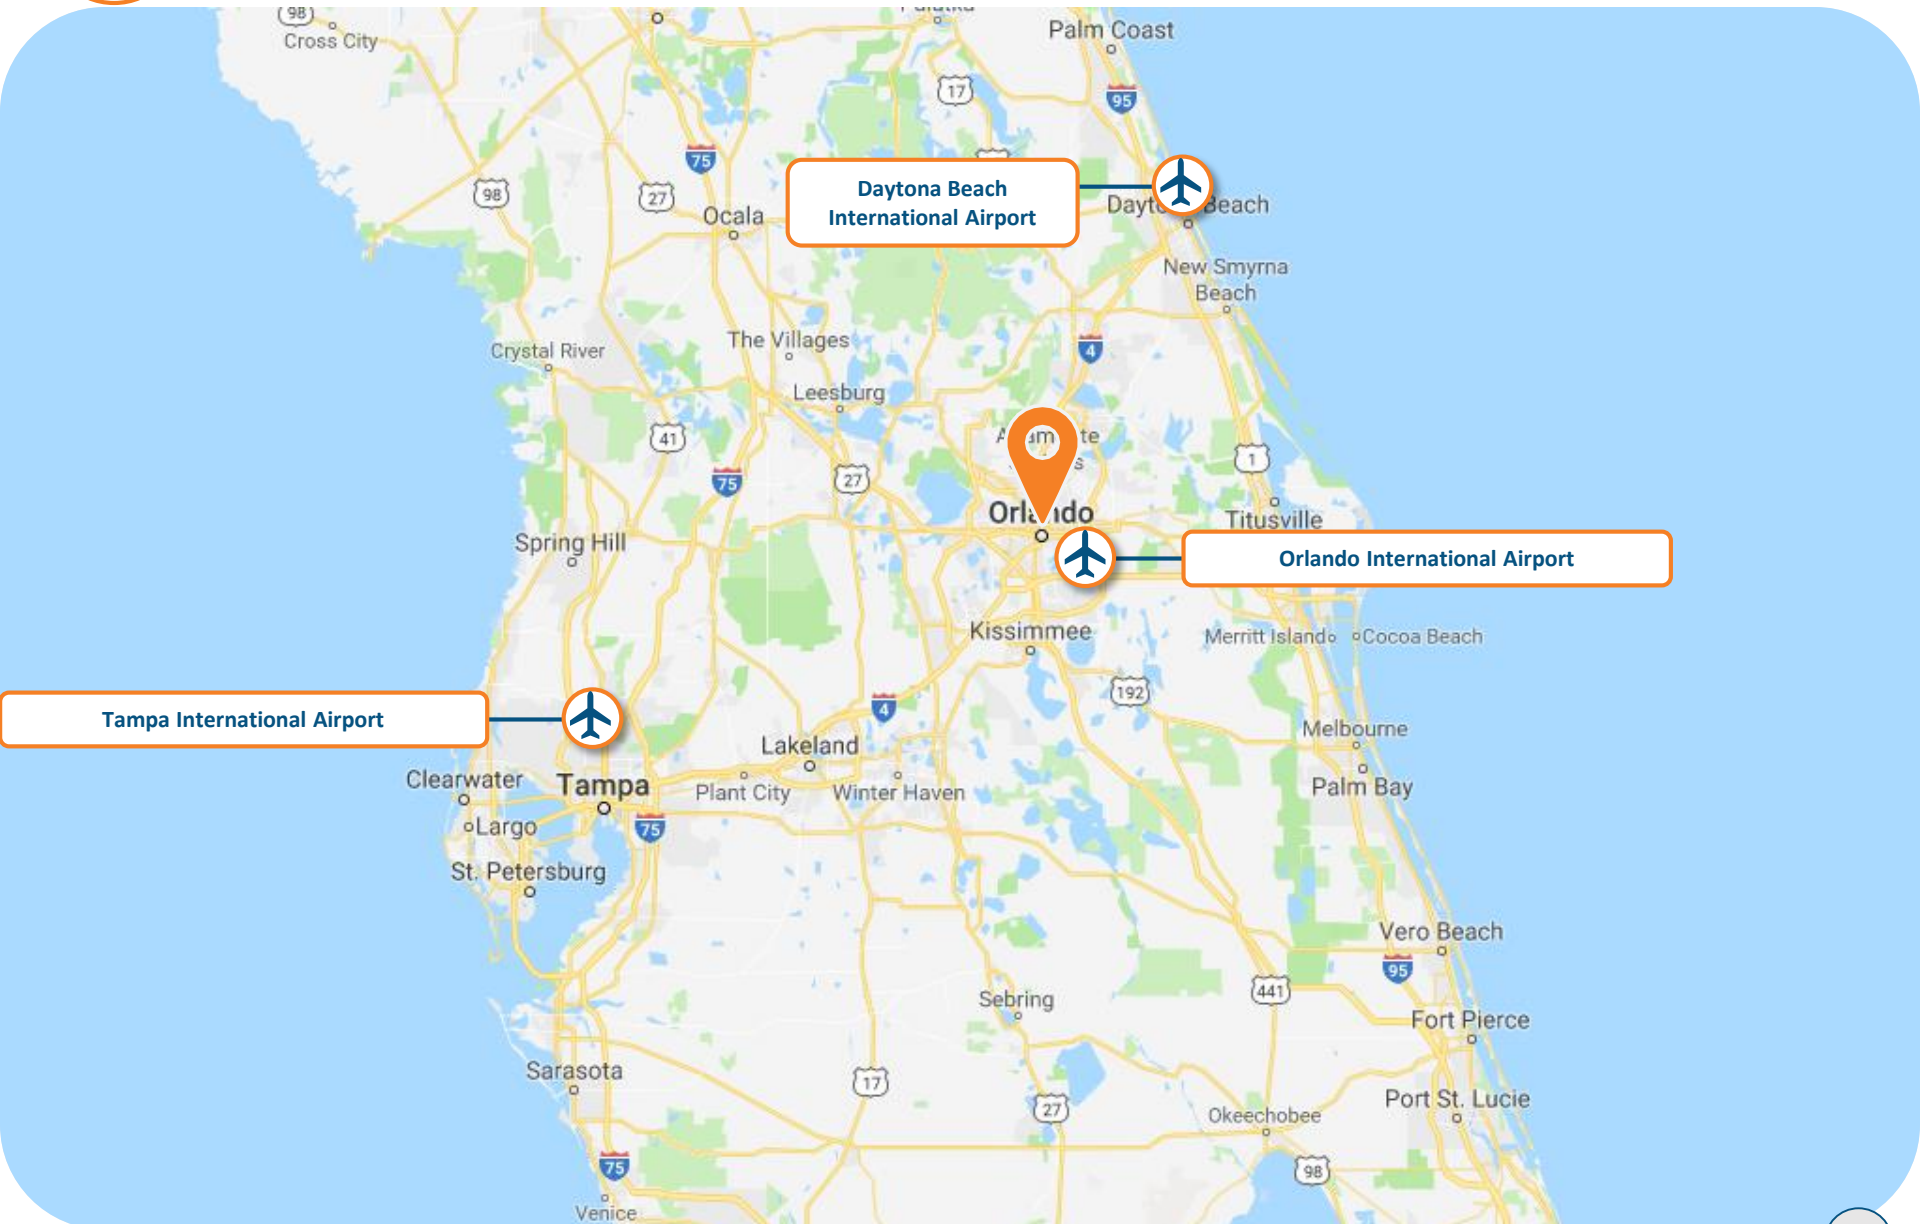 98
Cross City
Palm Coast
17
95
75
98
27
Daytona Beach
International Airport
Ocala
Beach
New Smyrna
Beach
The Villages
4
Crystal River
Leesburg
41
1
75
27
Orlando
Titusville
Spring Hill
Orlando International Airport
Kissimmee
Merritt Island
Cocoa Beach
192
4
Tampa International Airport
Melbourne
Lakeland
Clearwater
Tampa
Plant City
Winter Haven
Palm Bay
Largo
75
St. Petersburg
Vero Beach
95
441
Sebring
Fort Pierce
Sarasota
17
27
Port St. Lucie
Okeechobee
75
98
Venice